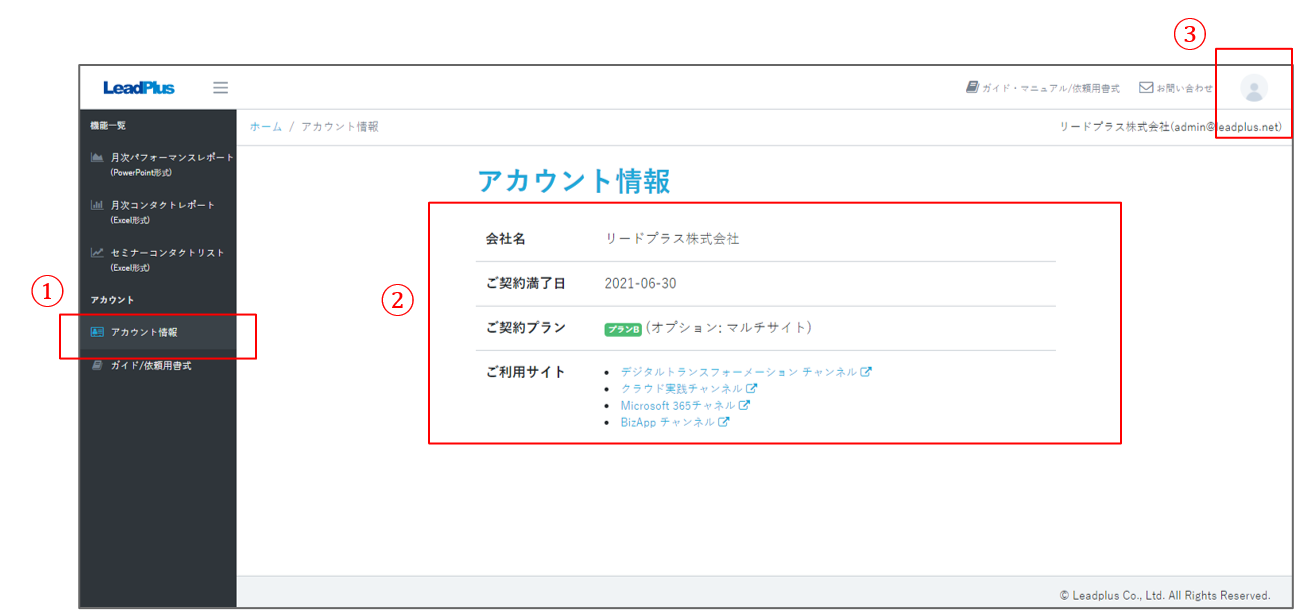 ③
LeadPlus
ガイド・マニュアル/依頼用書式
お問い合わせ
機能一覧
ホーム / アカウント情報
リードプラス株式会社(admin@leadplus.net)
月次パフォーマンスレポート
(PowerPoint形式)
アカウント情報
月次コンタクトレポート
(Excel形式)
会社名 リードプラス株式会社
セミナーコンタクトリスト
(Excel形式)
①
②
ご契約満了日 2021-06-30
アカウント
アカウント情報
ご契約プラン プランB (オプション: マルチサイト)
ガイド/依頼用書式
ご利用サイト
• デジタルトランスフォーメーション チャンネル
• クラウド実践チャンネル
• Microsoft 365チャネル
• BizApp チャンネル
© Leadplus Co., Ltd. All Rights Reserved.